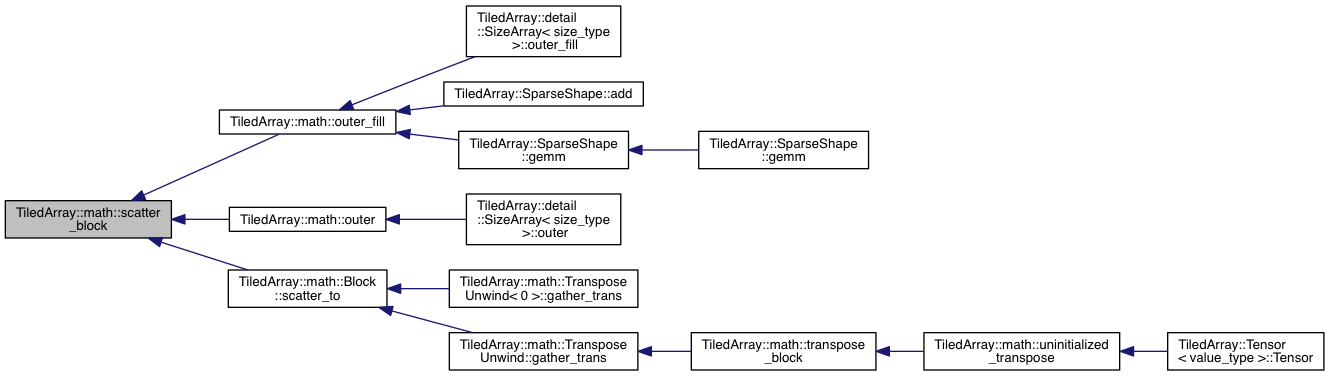 TiledArray::math::scatter
_block
TiledArray::math::outer_fill
TiledArray::detail
::SizeArray< size_type
>::outer_fill
TiledArray::SparseShape::add
TiledArray::SparseShape
::gemm
TiledArray::SparseShape
::gemm
TiledArray::math::outer
TiledArray::detail
::SizeArray< size_type
>::outer
TiledArray::math::Block
::scatter_to
TiledArray::math::Transpose
Unwind< 0 >::gather_trans
TiledArray::math::Transpose
Unwind::gather_trans
TiledArray::math::transpose
_block
TiledArray::math::uninitialized
_transpose
TiledArray::Tensor
< value_type >::Tensor